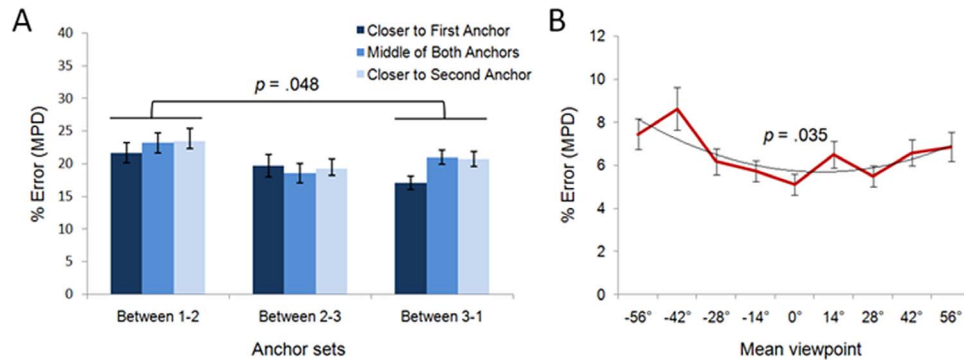 A
% Error (MPD)
40
35
30
25
20
15
10
5
0
Closer to First Anchor
Middle of Both Anchors
Closer to Second Anchor
p = .048
Between 1-2
Between 2-3
Between 3-1
Anchor sets
B
% Error (MPD)
12
10
8
6
4
2
0
p = .035
-56° -42° -28° -14° 0° 14° 28° 42° 56°
Mean viewpoint